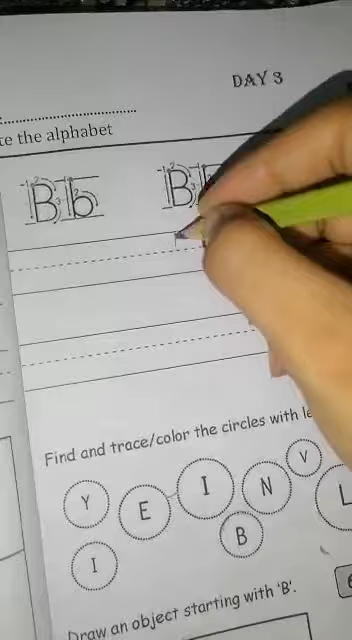 DAY 3
te the alphabet
Bb B
Find and trace/color the circles with le
Y E I N V L
I B
Draw an object starting with 'B'.